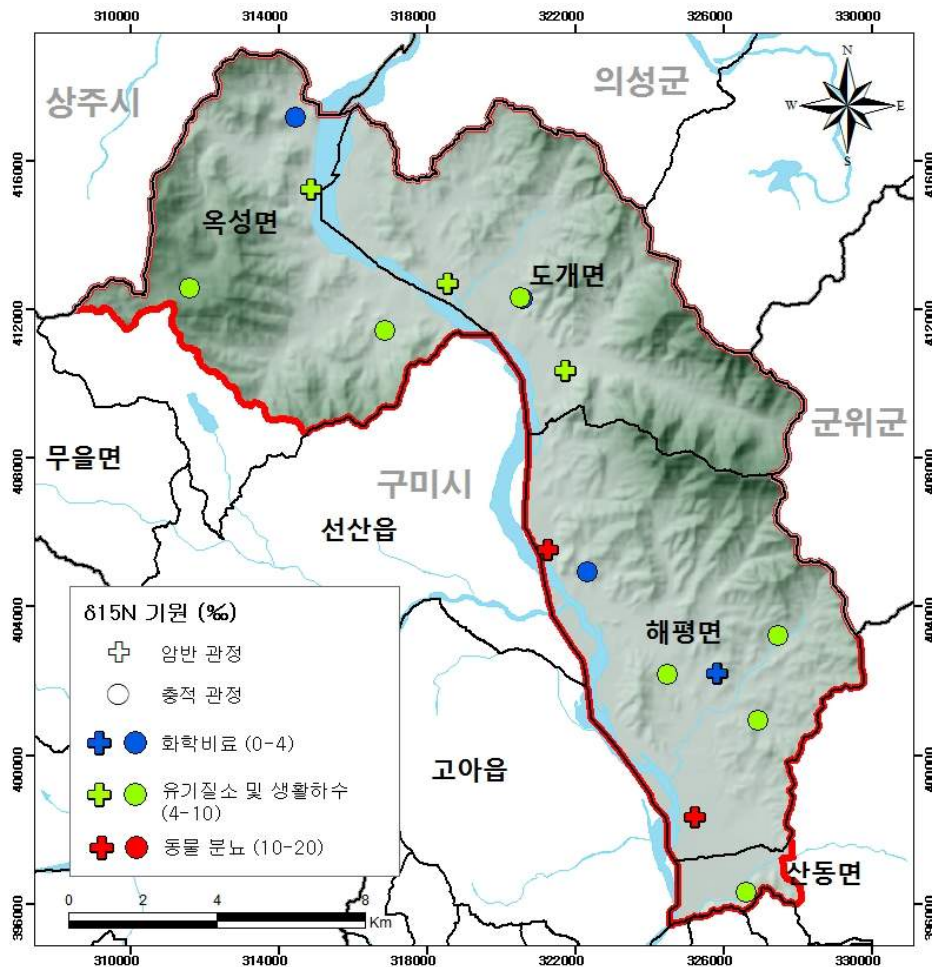 310000 314000 318000 322000 326000 330000
N
W E
S
의성군
상주시
416000 416000
옥성면
도개면
412000 412000
군위군
무을면
408000 408000
구미시
선산읍
δ15N 기원 (‰)
암반 관정
충적 관정
화학비료 (0-4)
유기질소 및 생활하수
(4-10)
동물 분뇨 (10-20)
404000 404000
해평면
고아읍
400000 400000
산동면
0 2 4 8
Km
396000 396000
310000 314000 318000 322000 326000 330000